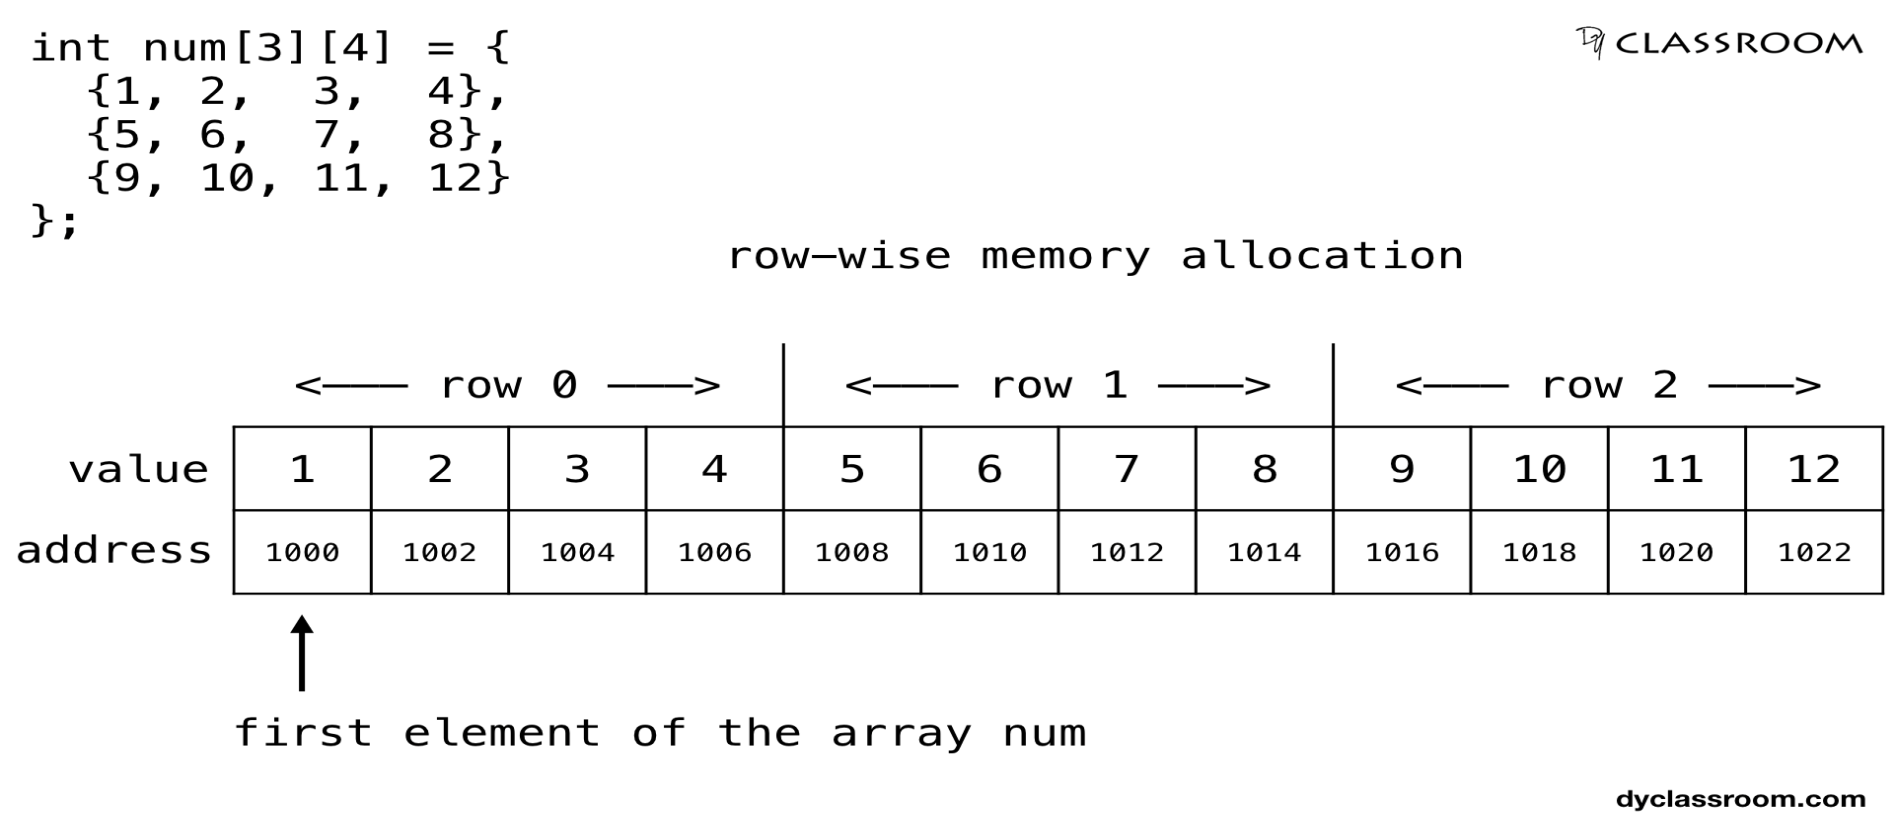 int num[3][4] = {
  {1, 2,  3,  4},
  {5, 6,  7,  8},
  {9, 10, 11, 12}
};
DY CLASSROOM
row-wise memory allocation
<——— row 0 ———> <——— row 1 ———> <——— row 2 ———>
value 1 2 3 4 5 6 7 8 9 10 11 12
address 1000 1002 1004 1006 1008 1010 1012 1014 1016 1018 1020 1022
first element of the array num
dyclassroom.com